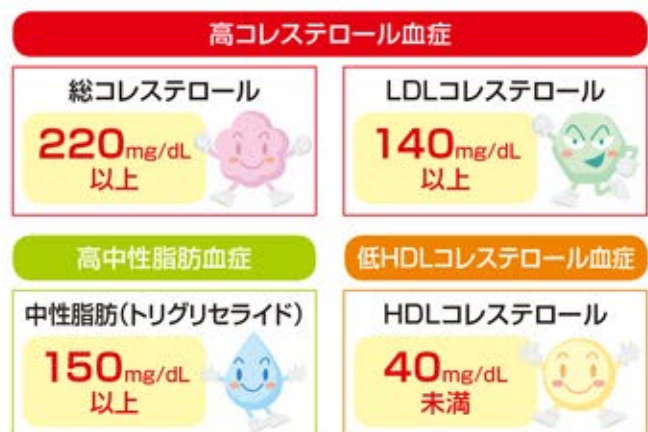 高コレステロール血症
総コレステロール
220mg/dL
以上
LDLコレステロール
140mg/dL
以上
高中性脂肪血症
中性脂肪（トリグリセライド）
150mg/dL
以上
低HDLコレステロール血症
HDLコレステロール
40mg/dL
未満